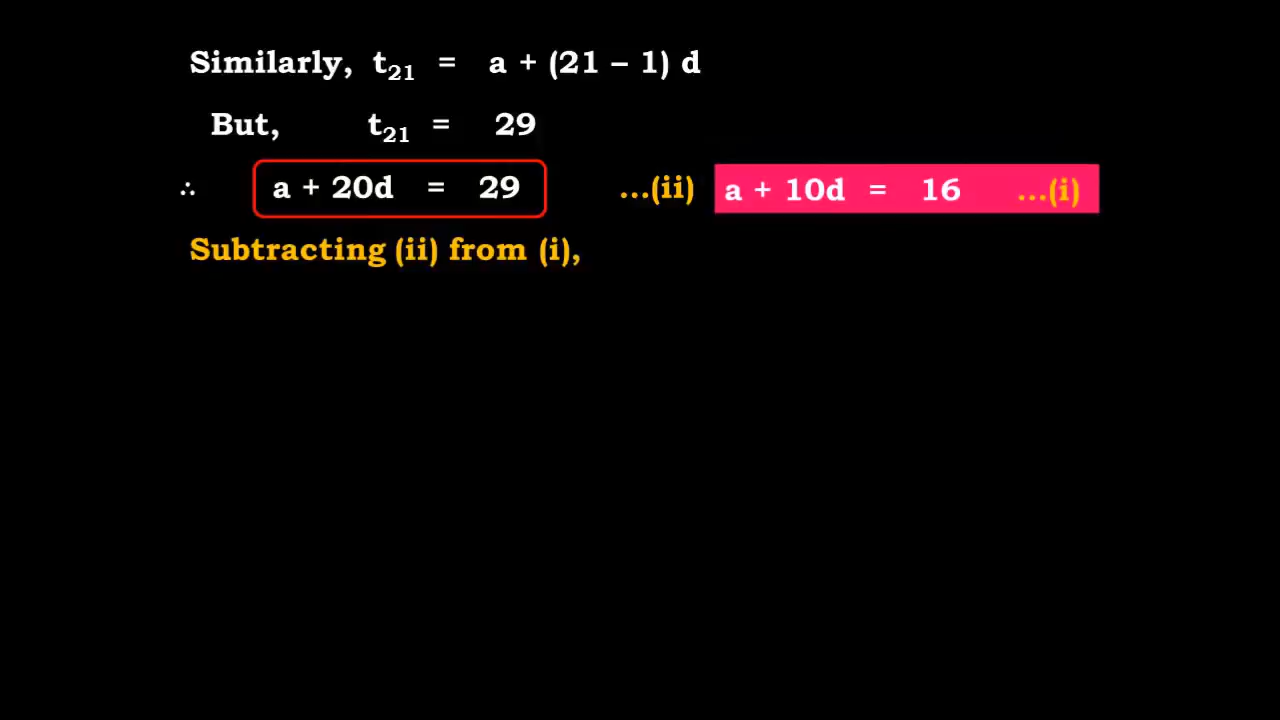 Similarly, t₂₁ = a + (21 – 1) d
But, t₂₁ = 29
∴ a + 20d = 29 ...(ii) a + 10d = 16 ...(i)
Subtracting (ii) from (i),